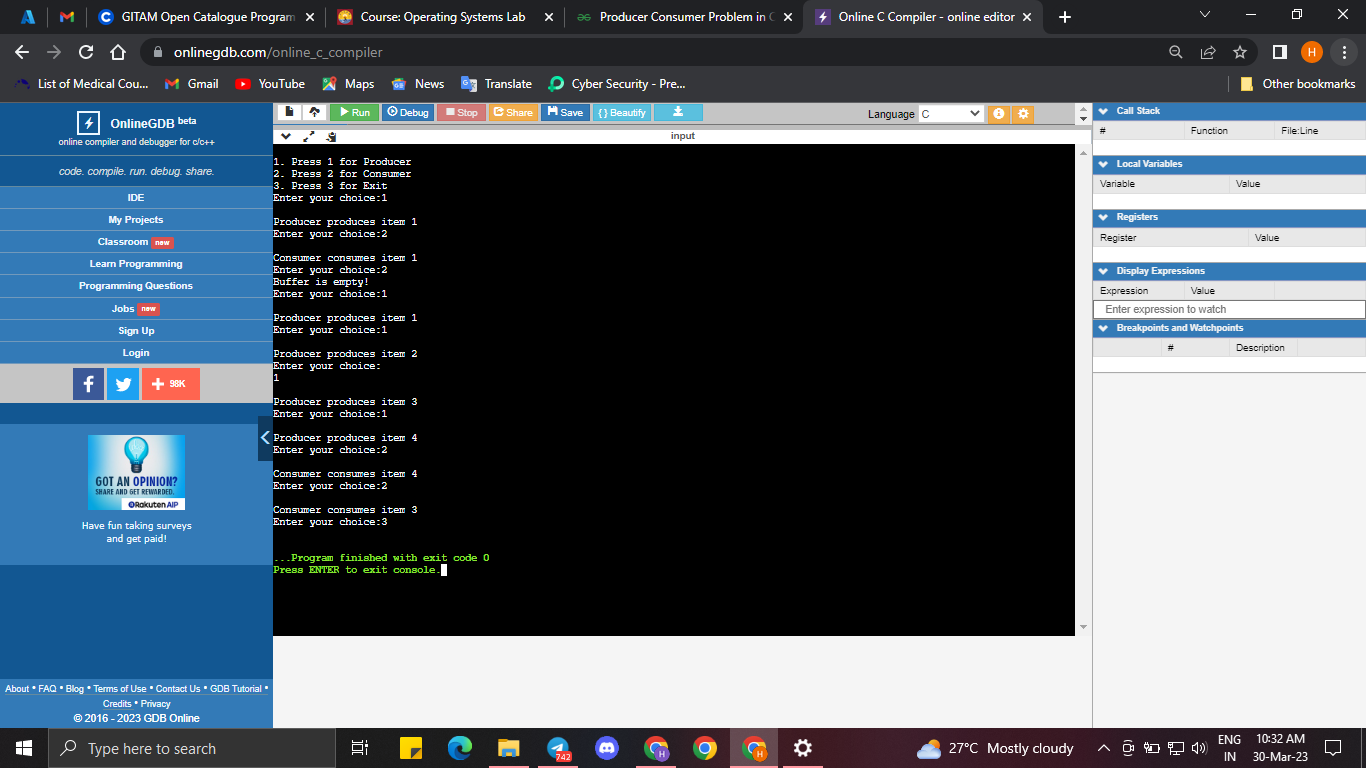 GITAM Open Catalogue Program
Course: Operating Systems Lab
Producer Consumer Problem in C
Online C Compiler - online editor
onlinegdb.com/online_c_compiler
H
List of Medical Cou...
Gmail
YouTube
Maps
News
Translate
Cyber Security - Pre...
Other bookmarks
OnlineGDB beta
online compiler and debugger for c/c++
code. compile. run. debug. share.
IDE
My Projects
Classroom new
Learn Programming
Programming Questions
Jobs new
Sign Up
Login
98K
GOT AN OPINION?
SHARE AND GET REWARDED.
Rakuten AIP
Have fun taking surveys
and get paid!
About • FAQ • Blog • Terms of Use • Contact Us • GDB Tutorial •
Credits • Privacy
© 2016 - 2023 GDB Online
Run Debug Stop Share Save { } Beautify
Language C
input
1. Press 1 for Producer
2. Press 2 for Consumer
3. Press 3 for Exit
Enter your choice:1
Producer produces item 1
Enter your choice:2
Consumer consumes item 1
Enter your choice:2
Buffer is empty!
Enter your choice:1
Producer produces item 1
Enter your choice:1
Producer produces item 2
Enter your choice:
1
Producer produces item 3
Enter your choice:1
Producer produces item 4
Enter your choice:2
Consumer consumes item 4
Enter your choice:2
Consumer consumes item 3
Enter your choice:3
...Program finished with exit code 0
Press ENTER to exit console.
Call Stack
# Function File:Line
Local Variables
Variable Value
Registers
Register Value
Display Expressions
Expression Value
Enter expression to watch
Breakpoints and Watchpoints
# Description
Type here to search
742
H
H
27°C Mostly cloudy
ENG
IN
10:32 AM
30-Mar-23